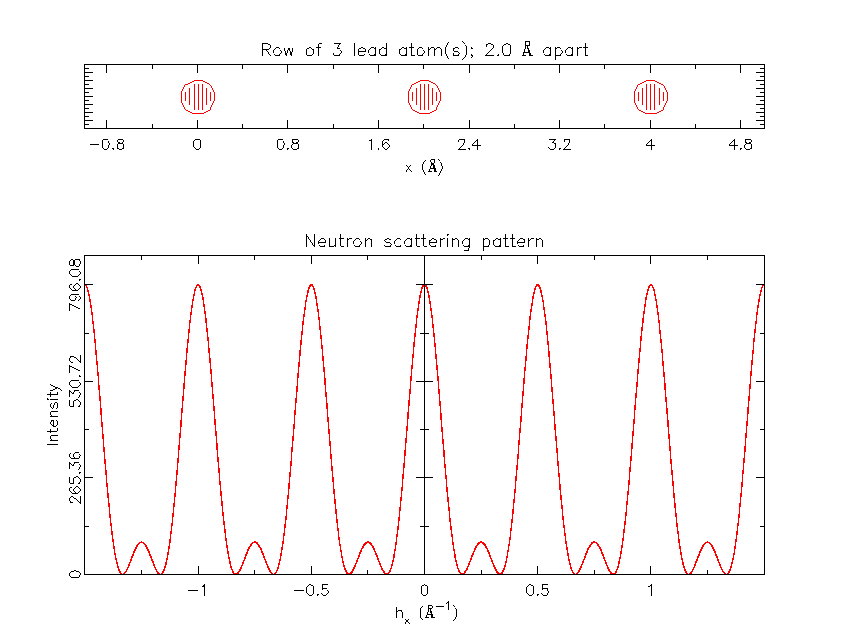 Row of 3 lead atom(s); 2.0 Å apart
−0.8 0 0.8 1.6 2.4 3.2 4 4.8
x (Å)
Neutron scattering pattern
796.08
530.72
265.36
0
Intensity
−1 −0.5 0 0.5 1
hₓ (Å⁻¹)